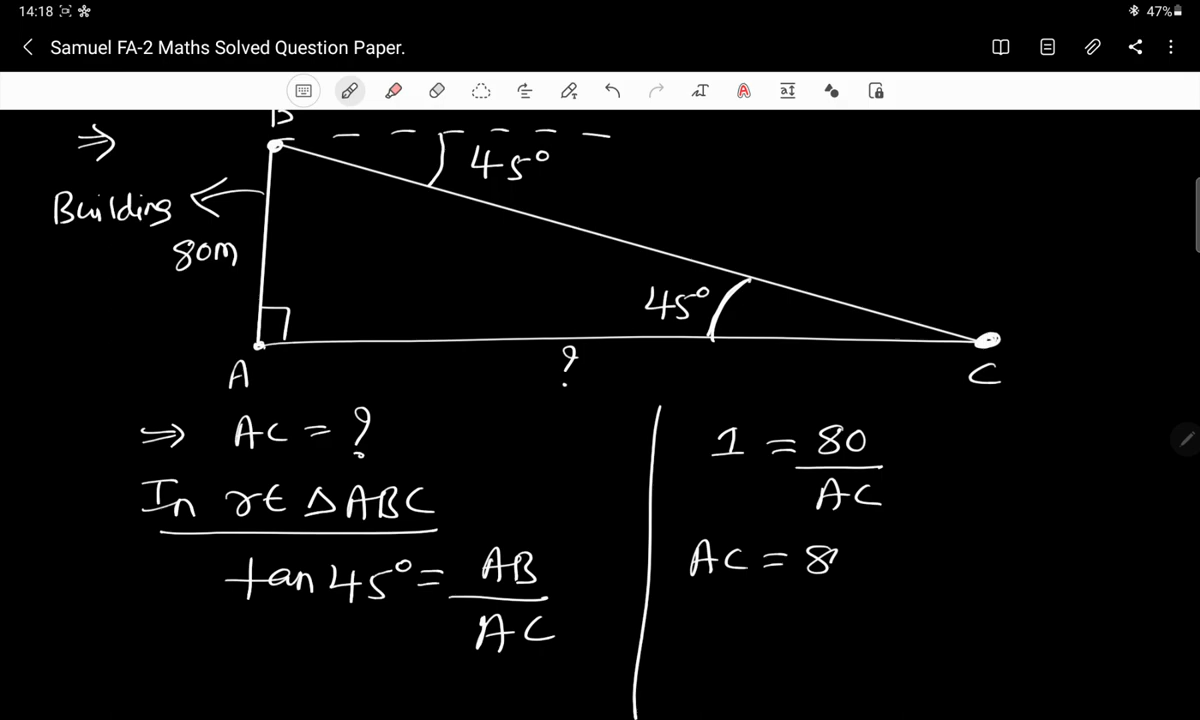 14:18
47%
Samuel FA-2 Maths Solved Question Paper.
⇒
B
45°
Building
80m
45°
A
?
C
⇒ AC = ?
In rt △ABC
tan 45° = AB/AC
1 = 80/AC
AC = 8